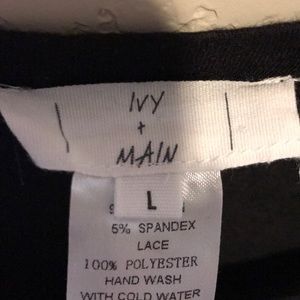 IVY
+
MAIN
L
5% SPANDEX
LACE
100% POLYESTER
HAND WASH
WITH COLD WATER